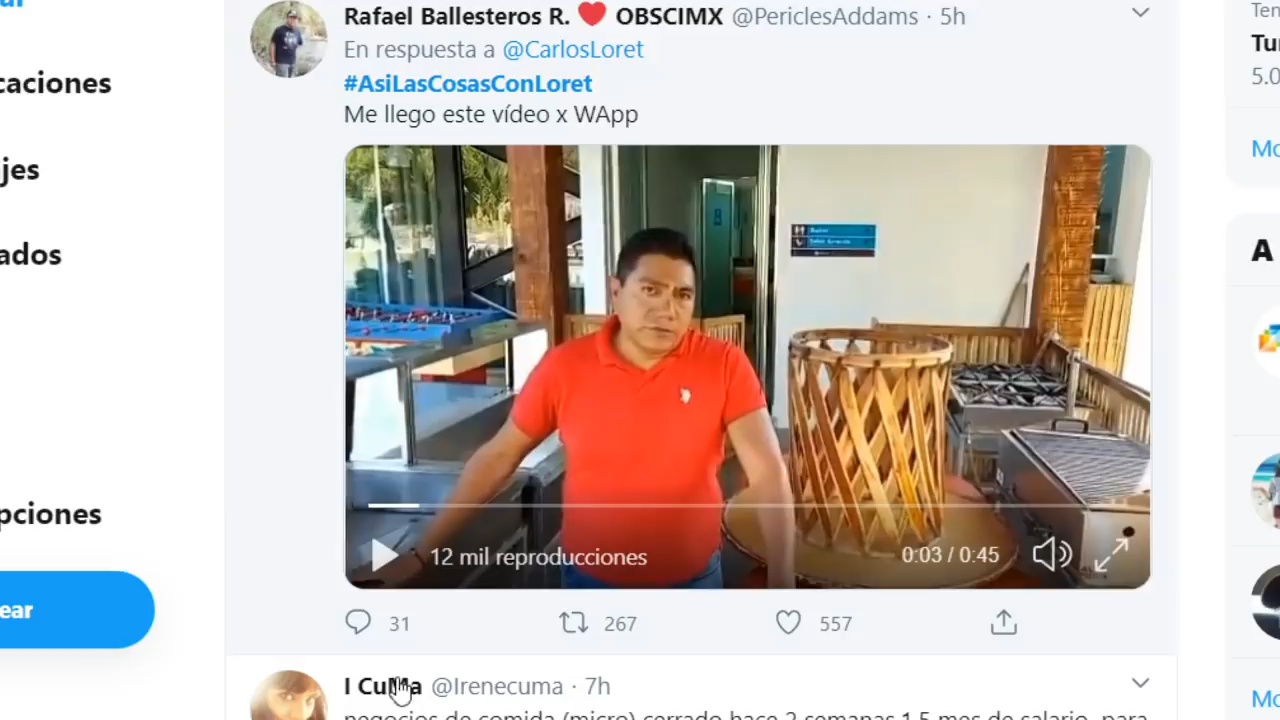 Rafael Ballesteros R. ❤️ OBSCIMX @PericlesAddams · 5h
En respuesta a @CarlosLoret
#AsiLasCosasConLoret
Me llego este vídeo x WApp
12 mil reproducciones
0:03 / 0:45
31 267 557
I Cuma @Irenecuma · 7h
negocios de comida (micro) cerrado hace 2 semanas 1.5 mes de salario, para
caciones
jes
ados
pciones
ear
Ten
Tu
5.0
Mo
A
Mo